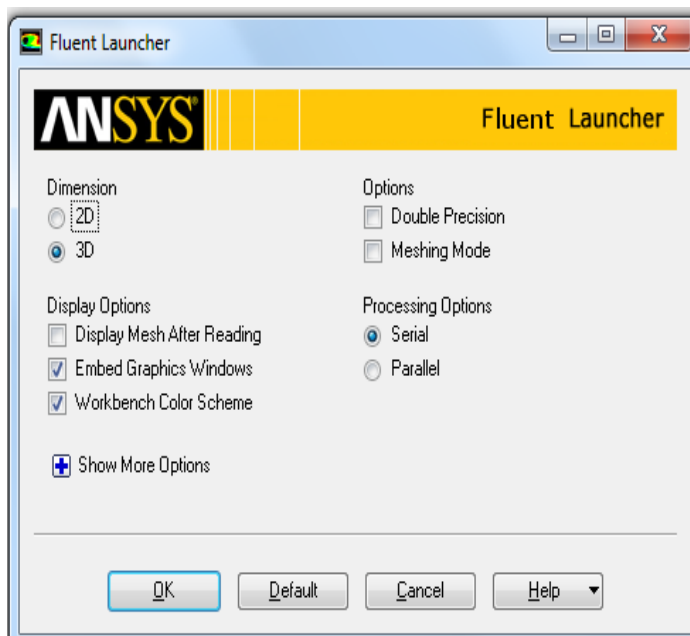 Fluent Launcher
ANSYS®
Fluent Launcher
Dimension
2D
3D
Options
Double Precision
Meshing Mode
Display Options
Display Mesh After Reading
Embed Graphics Windows
Workbench Color Scheme
Processing Options
Serial
Parallel
Show More Options
OK
Default
Cancel
Help